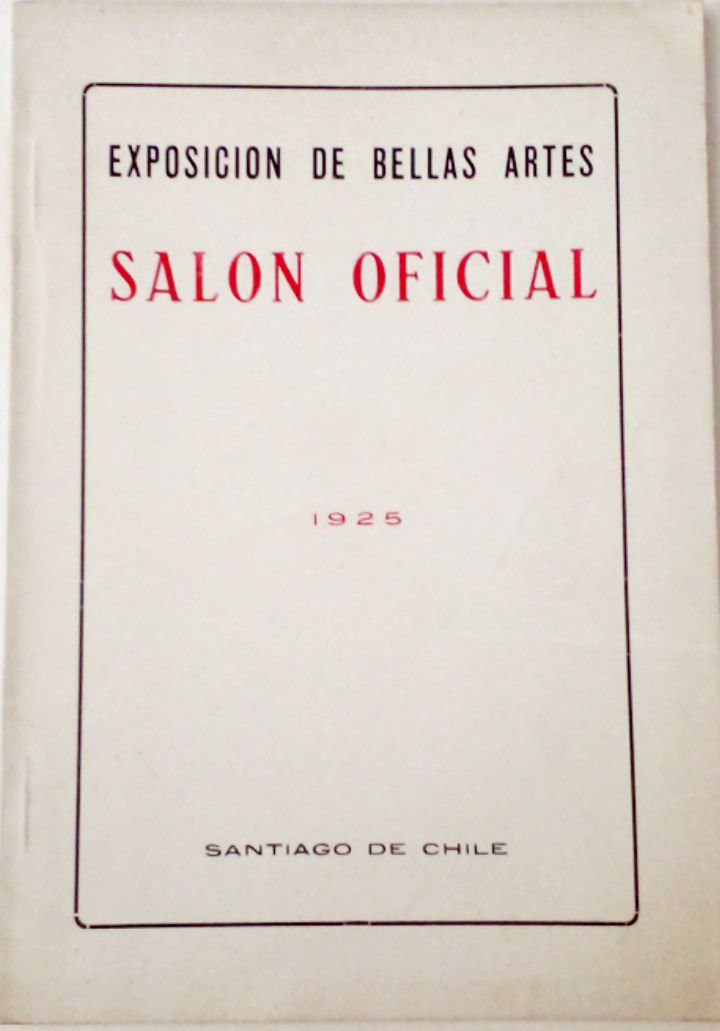 EXPOSICION DE BELLAS ARTES
SALON OFICIAL
1925
SANTIAGO DE CHILE